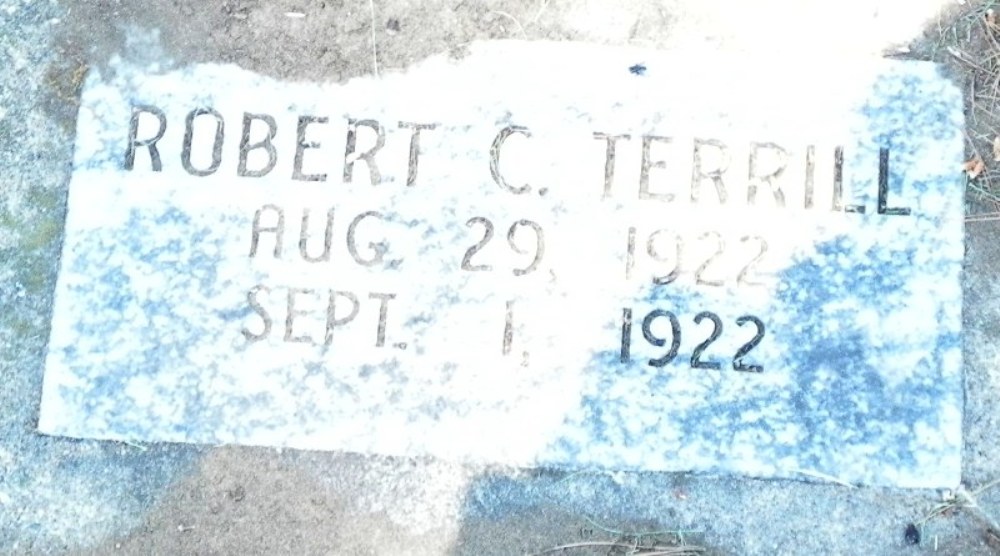 ROBERT C. TERRILL
AUG. 29, 1922
SEPT. 1, 1922